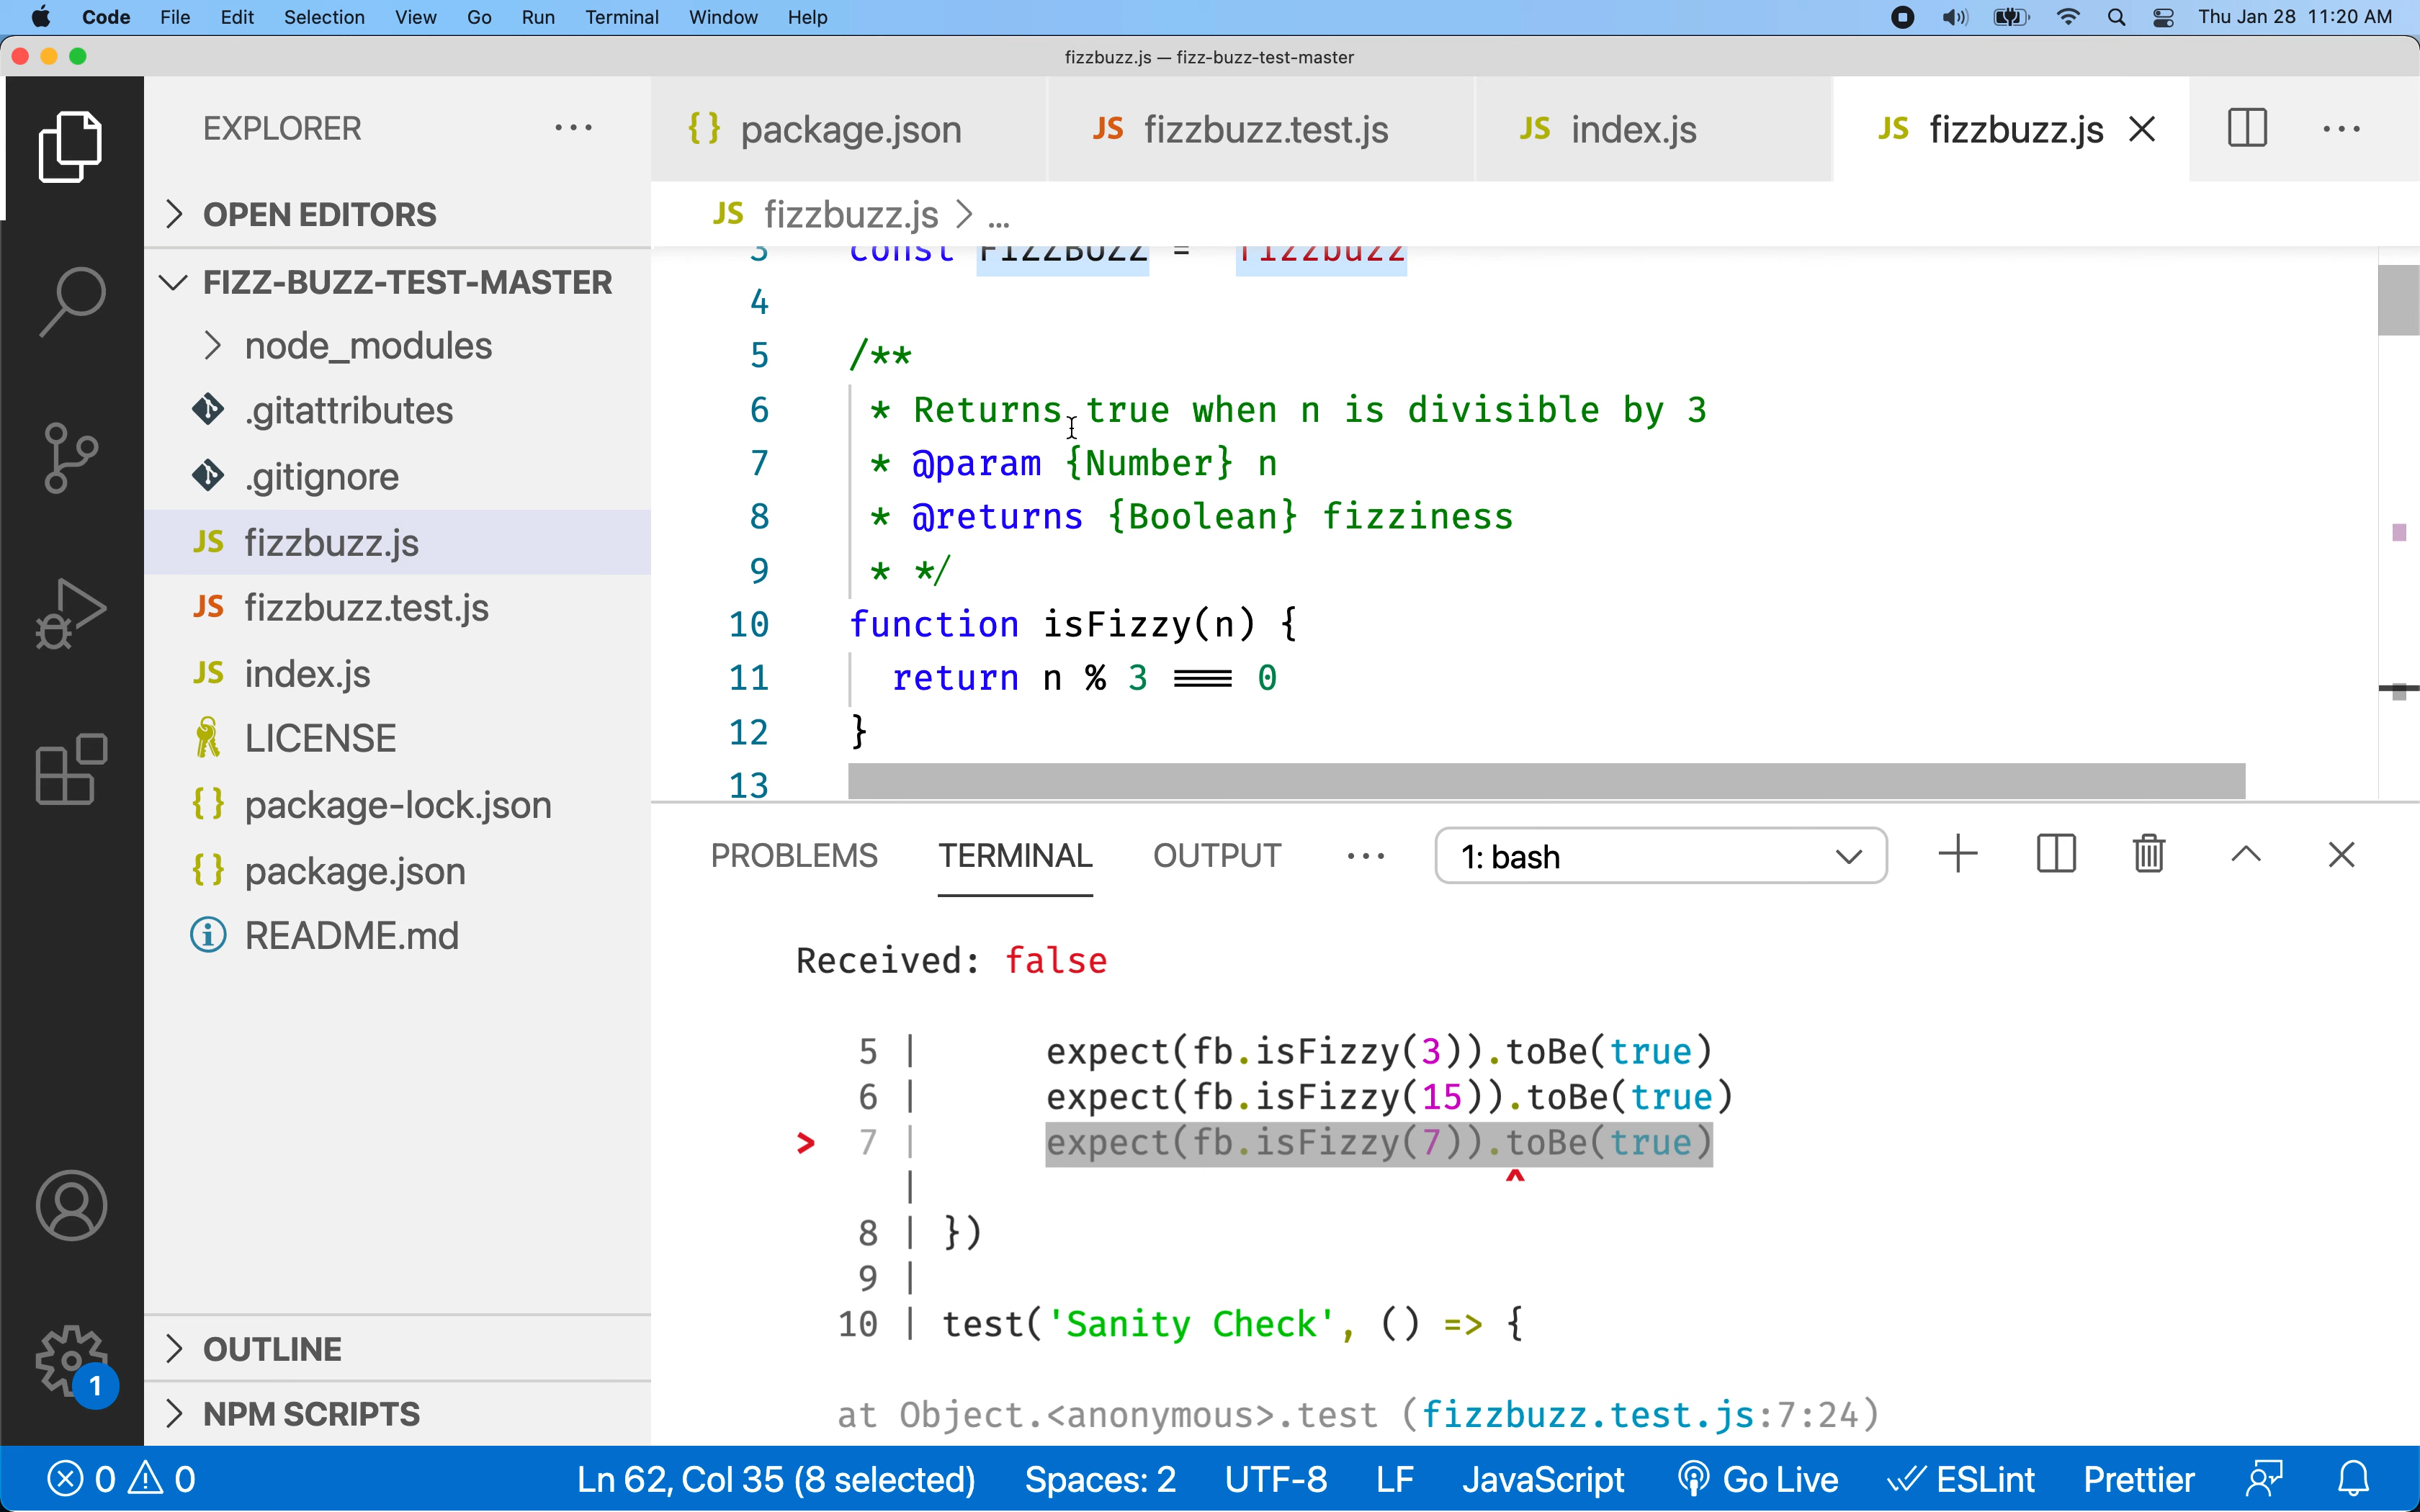 Code File Edit Selection View Go Run Terminal Window Help Thu Jan 28 11:20 AM
fizzbuzz.js — fizz-buzz-test-master
EXPLORER
{ } package.json JS fizzbuzz.test.js JS index.js JS fizzbuzz.js
OPEN EDITORS
JS fizzbuzz.js > ...
FIZZ-BUZZ-TEST-MASTER
node_modules
.gitattributes
.gitignore
JS fizzbuzz.js
JS fizzbuzz.test.js
JS index.js
LICENSE
{ } package-lock.json
{ } package.json
README.md
OUTLINE
NPM SCRIPTS
3 const FIZZBUZZ = fizzbuzz
4
5 /**
6 * Returns true when n is divisible by 3
7 * @param {Number} n
8 * @returns {Boolean} fizziness
9 * */
10 function isFizzy(n) {
11 return n % 3 === 0
12 }
13
PROBLEMS TERMINAL OUTPUT ... 1: bash
Received: false
5 | expect(fb.isFizzy(3)).toBe(true)
6 | expect(fb.isFizzy(15)).toBe(true)
> 7 | expect(fb.isFizzy(7)).toBe(true)
| ^
8 | })
9 |
10 | test('Sanity Check', () => {
at Object.<anonymous>.test (fizzbuzz.test.js:7:24)
1
0 0 Ln 62, Col 35 (8 selected) Spaces: 2 UTF-8 LF JavaScript Go Live ESLint Prettier